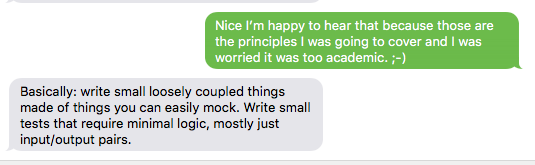 Nice I'm happy to hear that because those are
the principles I was going to cover and I was
worried it was too academic. ;-)
Basically: write small loosely coupled things
made of things you can easily mock. Write small
tests that require minimal logic, mostly just
input/output pairs.